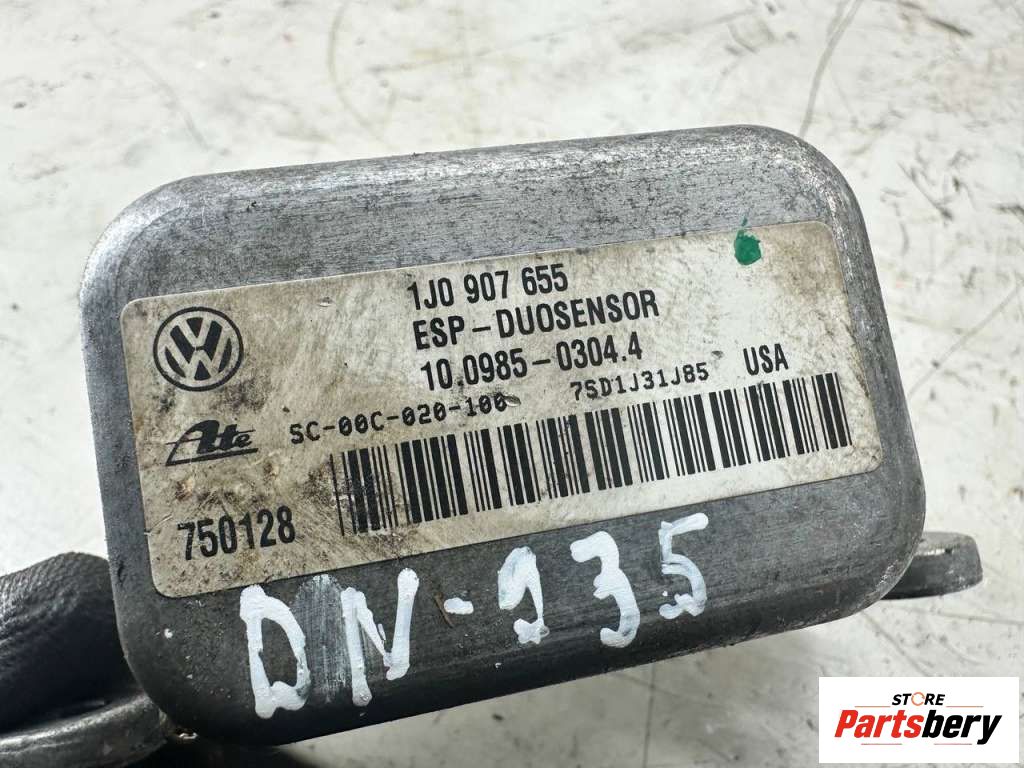 1J0 907 655
ESP-DUOSENSOR
10.0985-0304.4
SC-00C-020-100 7SD1J31J85 USA
Ate
750128
DN-935
STORE
Partsbery